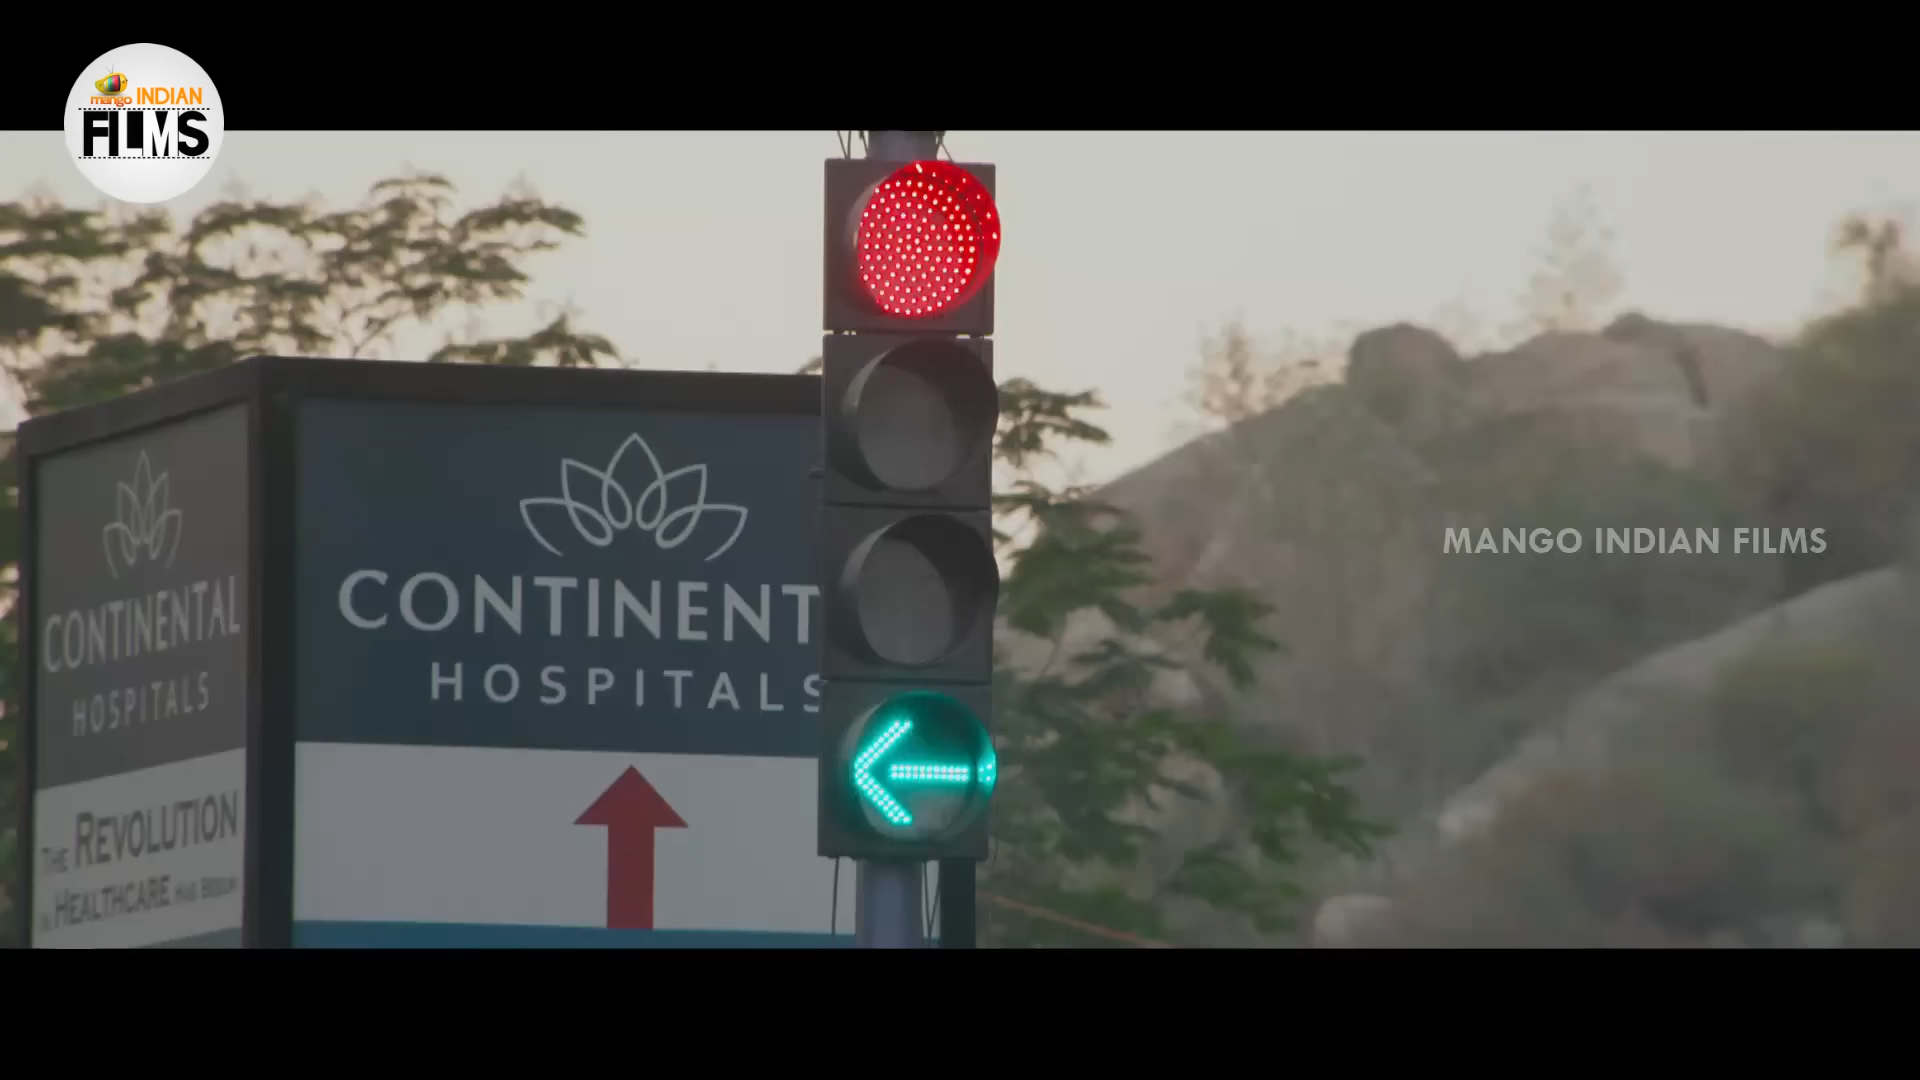 mango INDIAN
FILMS
CONTINENTAL
HOSPITALS
THE REVOLUTION
IN HEALTHCARE HAS BEGUN
CONTINENT
HOSPITALS
MANGO INDIAN FILMS